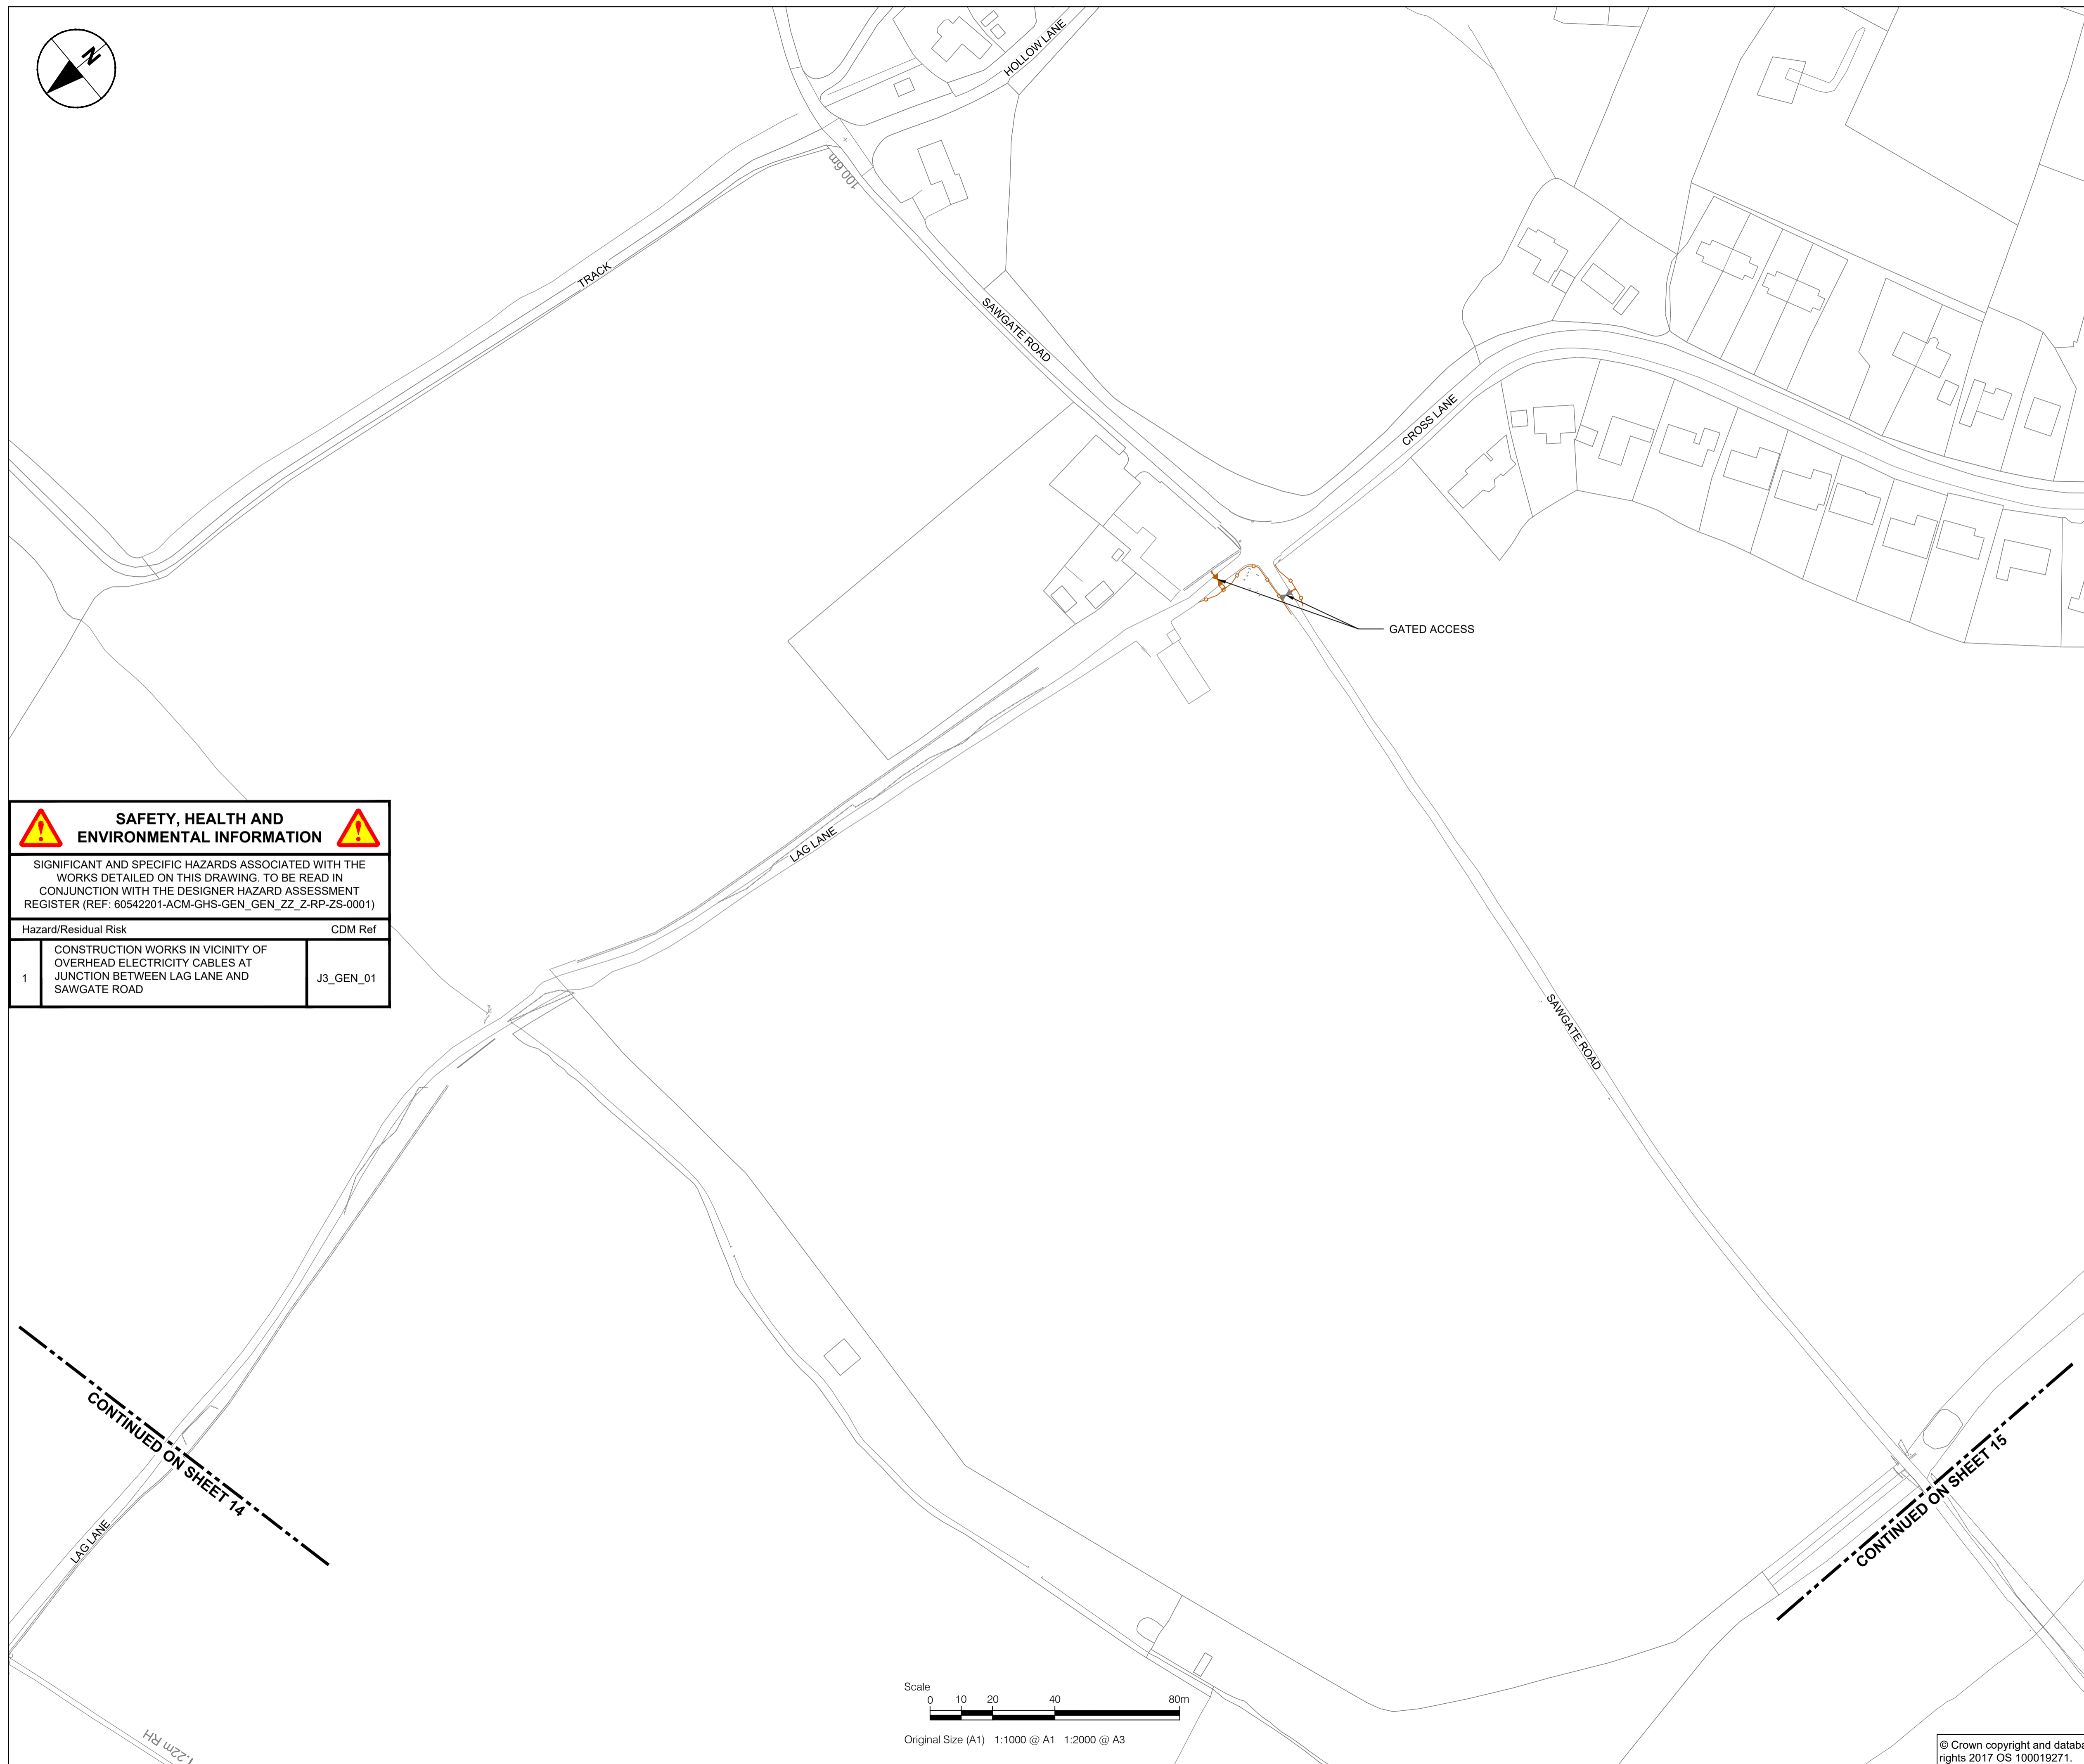 N
HOLLOW LANE
100.6m
TRACK
SAWGATE ROAD
CROSS LANE
GATED ACCESS
LAG LANE
SAFETY, HEALTH AND
ENVIRONMENTAL INFORMATION
SIGNIFICANT AND SPECIFIC HAZARDS ASSOCIATED WITH THE
WORKS DETAILED ON THIS DRAWING. TO BE READ IN
CONJUNCTION WITH THE DESIGNER HAZARD ASSESSMENT
REGISTER (REF: 60542201-ACM-GHS-GEN_GEN_ZZ_Z-RP-ZS-0001)
Hazard/Residual Risk CDM Ref
1 CONSTRUCTION WORKS IN VICINITY OF
OVERHEAD ELECTRICITY CABLES AT
JUNCTION BETWEEN LAG LANE AND
SAWGATE ROAD
J3_GEN_01
SAWGATE ROAD
CONTINUED ON SHEET 14
CONTINUED ON SHEET 15
LAG LANE
1.22m RH
Scale
0 10 20 40 80m
Original Size (A1) 1:1000 @ A1 1:2000 @ A3
© Crown copyright and databa
rights 2017 OS 100019271.